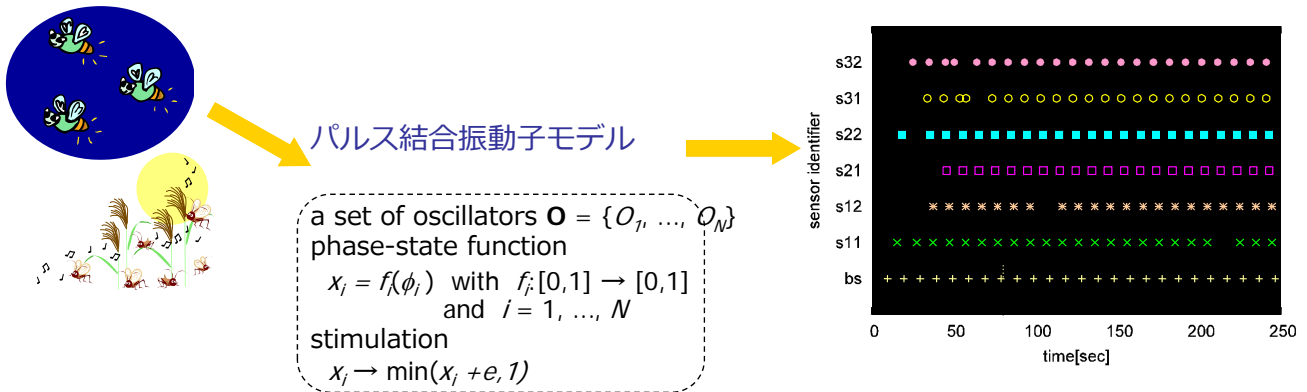 パルス結合振動子モデル
a set of oscillators O = {O1, ..., ON}
phase-state function
xi = fi(ϕi) with fi:[0,1] → [0,1]
and i = 1, ..., N
stimulation
xi → min(xi +e,1)
sensor identifier
s32
s31
s22
s21
s12
s11
bs
0 50 100 150 200 250
time[sec]